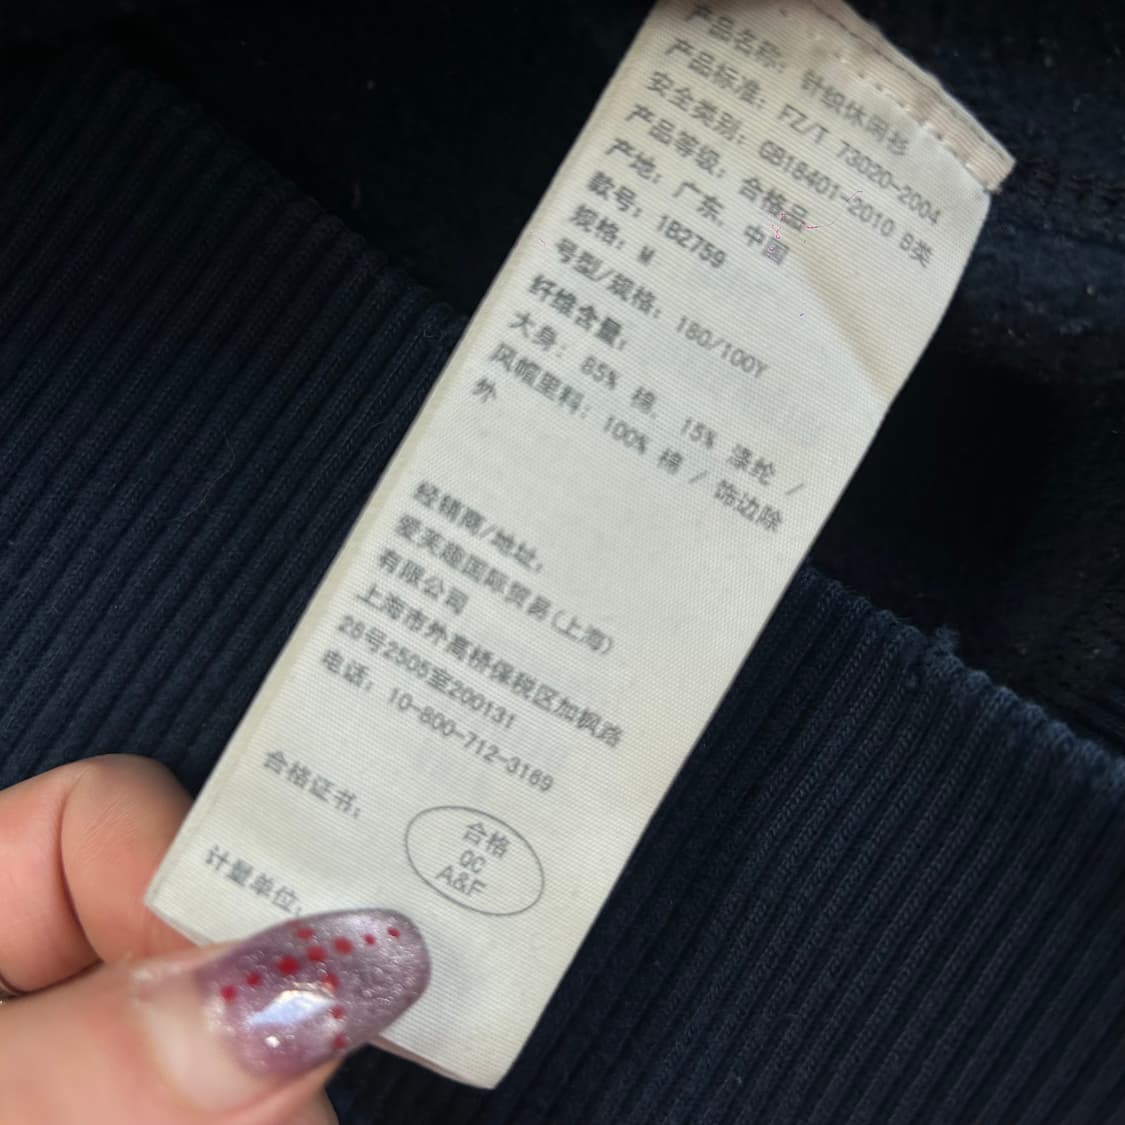 产品名称：针织休闲衫
产品标准：FZ/T 73020-2004
安全类别：GB18401-2010 B类
产品等级：合格品
产地：广东，中国
款号：1B2759
规格：M
号型/规格：180/100Y
纤维含量：
大身：85% 棉，15% 涤纶 /
风帽里料：100% 棉 / 饰边除
外
经销商/地址：
爱芙趣国际贸易(上海)
有限公司
上海市外高桥保税区加枫路
28号2505至200131
电话：10-800-712-3169
合格证书：
合格
QC
A&F
计量单位：